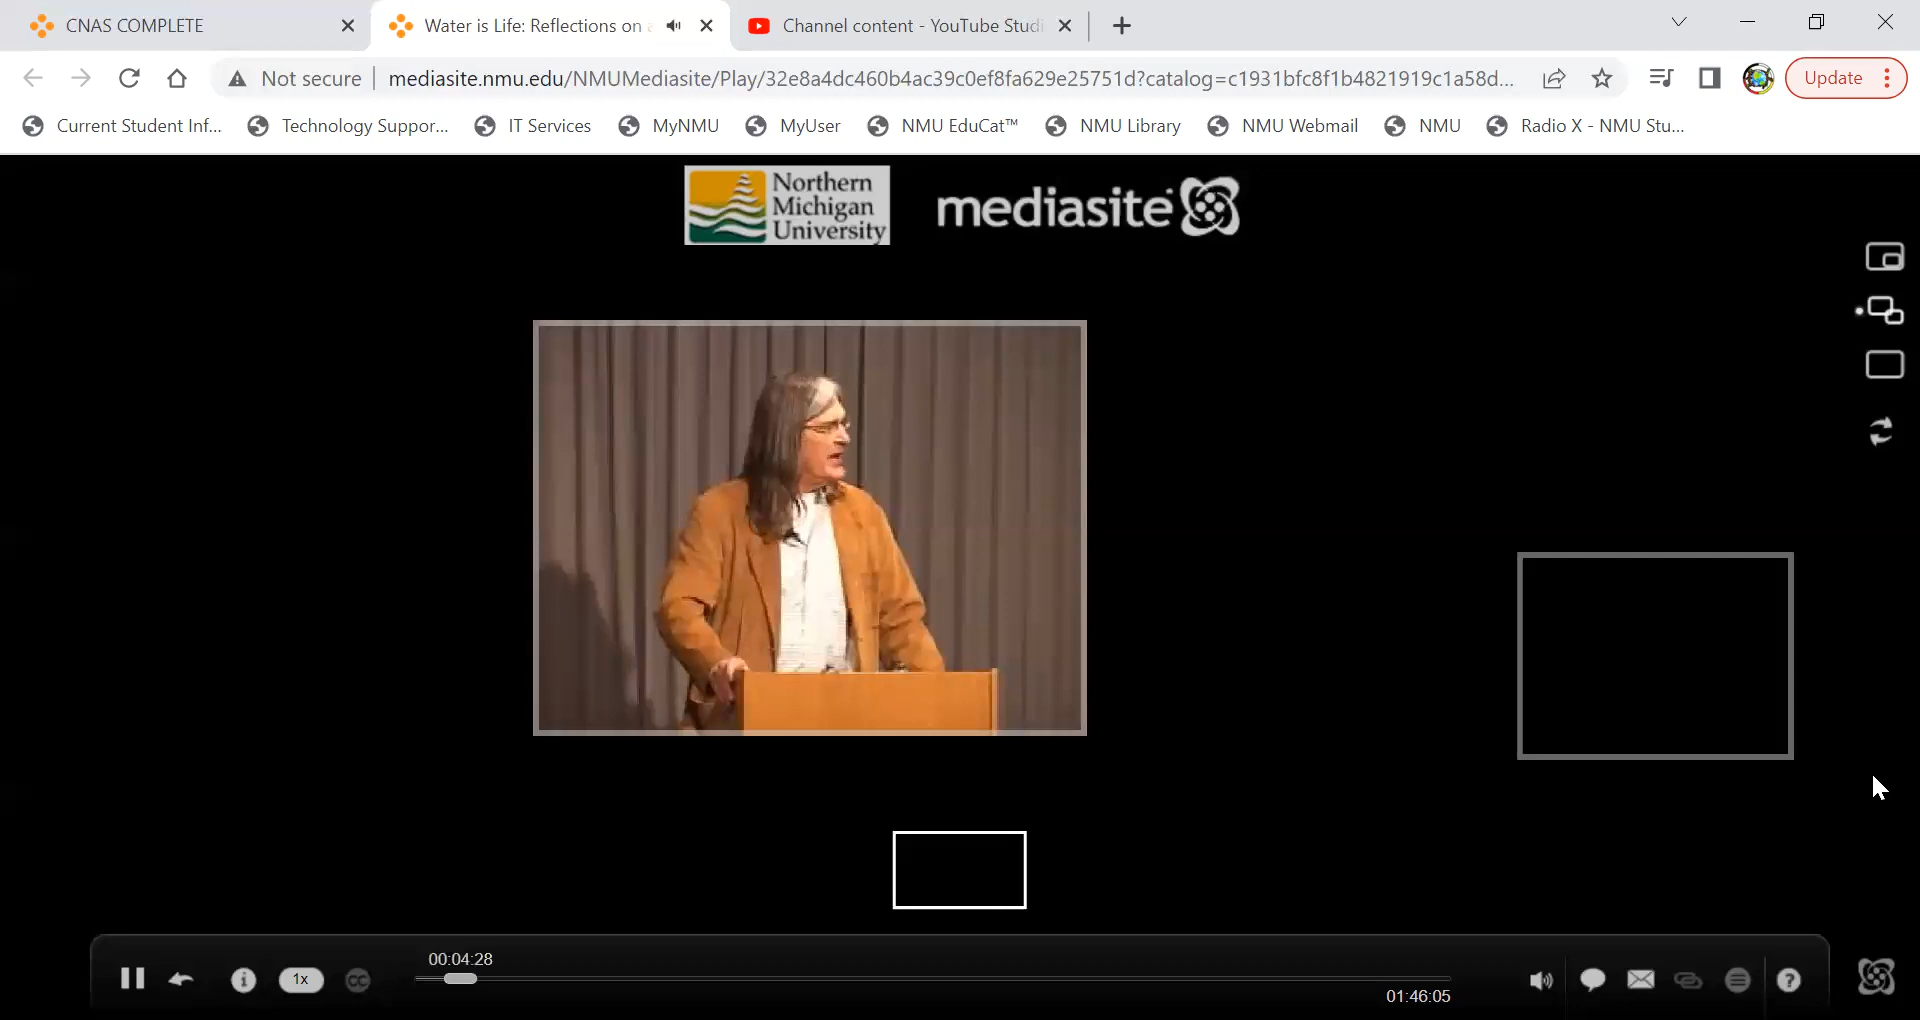 CNAS COMPLETE
Water is Life: Reflections on
Channel content - YouTube Studi
Not secure
mediasite.nmu.edu/NMUMediasite/Play/32e8a4dc460b4ac39c0ef8fa629e25751d?catalog=c1931bfc8f1b4821919c1a58d...
Update
Current Student Inf...
Technology Suppor...
IT Services
MyNMU
MyUser
NMU EduCat™
NMU Library
NMU Webmail
NMU
Radio X - NMU Stu...
Northern
Michigan
University
mediasite
00:04:28
1x
CC
01:46:05